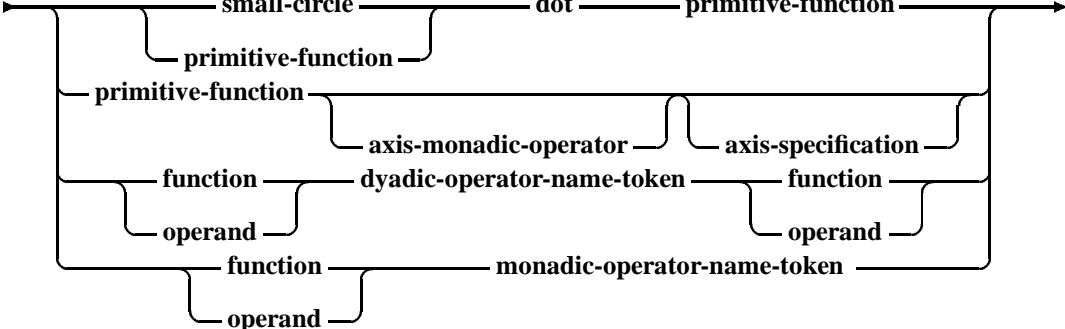 small-circle dot primitive-function
primitive-function
primitive-function
axis-monadic-operator axis-specification
function dyadic-operator-name-token function
operand operand
function monadic-operator-name-token
operand